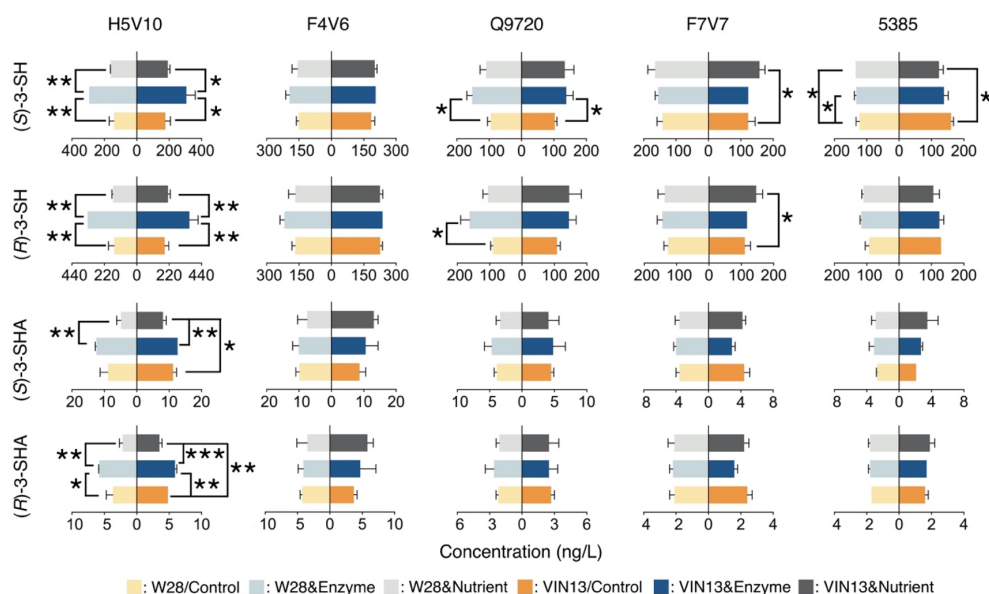 H5V10 F4V6 Q9720 F7V7 5385
(S)-3-SH
** * ** * * * * * * *
400 200 0 200 400 300 150 0 150 300 200 100 0 100 200 200 100 0 100 200 200 100 0 100 200
(R)-3-SH
** ** ** ** * *
440 220 0 220 440 300 150 0 150 300 200 100 0 100 200 200 100 0 100 200 200 100 0 100 200
(S)-3-SHA
** ** *
20 10 0 10 20 20 10 0 10 20 10 5 0 5 10 8 4 0 4 8 8 4 0 4 8
(R)-3-SHA
** *** ** * **
10 5 0 5 10 10 5 0 5 10 6 3 0 3 6 4 2 0 2 4 4 2 0 2 4
Concentration (ng/L)
: W28/Control : W28&Enzyme : W28&Nutrient : VIN13/Control : VIN13&Enzyme : VIN13&Nutrient